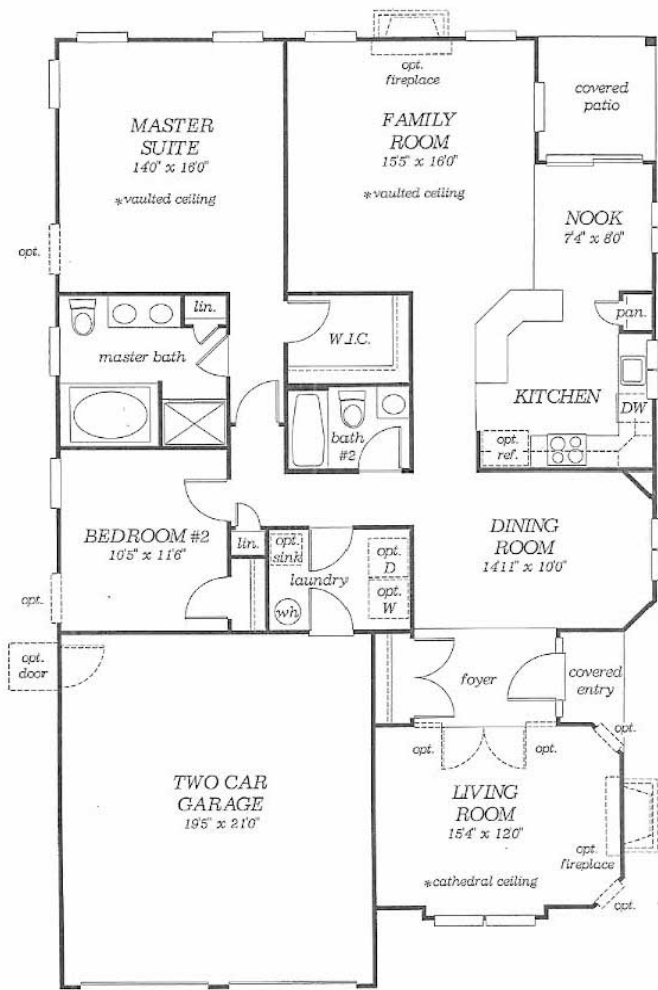 opt.
fireplace
covered
patio
MASTER
SUITE
14'0" x 16'0"
*vaulted ceiling
FAMILY
ROOM
15'5" x 16'0"
*vaulted ceiling
NOOK
7'4" x 8'0"
opt.
lin.
master bath
W.I.C.
pan.
KITCHEN
DW
opt.
ref.
bath
#2
BEDROOM #2
10'5" x 11'6"
opt.
lin.
opt.
sink
laundry
wh
opt.
D
opt.
W
DINING
ROOM
14'11" x 10'0"
opt.
door
foyer
covered
entry
opt.
opt.
opt.
TWO CAR
GARAGE
19'5" x 21'0"
LIVING
ROOM
15'4" x 12'0"
opt.
fireplace
*cathedral ceiling
opt.